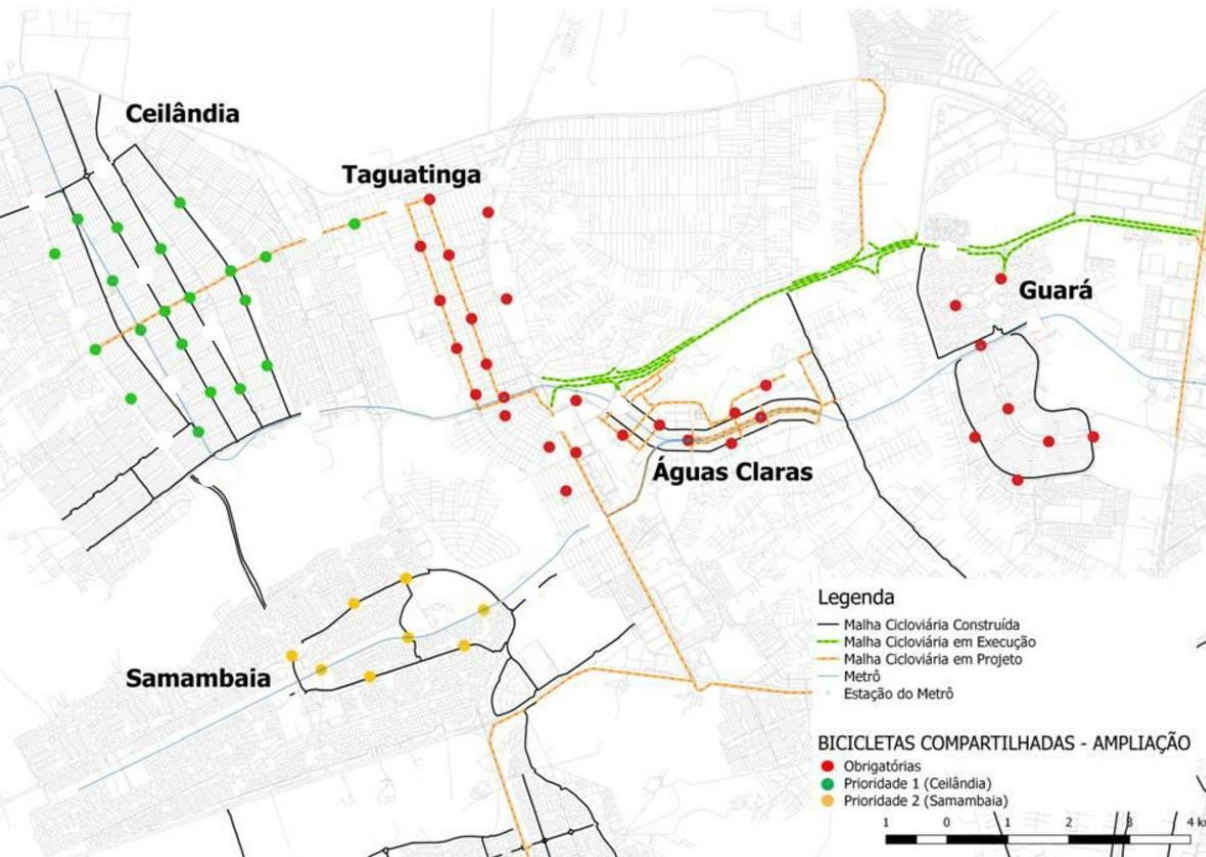 Ceilândia
Taguatinga
Guará
Águas Claras
Samambaia
Legenda
Malha Cicloviária Construída
Malha Cicloviária em Execução
Malha Cicloviária em Projeto
Metrô
Estação do Metrô
BICICLETAS COMPARTILHADAS - AMPLIAÇÃO
Obrigatórias
Prioridade 1 (Ceilândia)
Prioridade 2 (Samambaia)
1 0 1 2 3 4 km